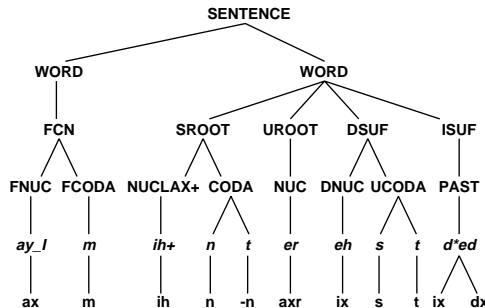 SENTENCE
WORD WORD
FCN SROOT UROOT DSUF ISUF
FNUC FCODA NUCLAX+ CODA NUC DNUC UCODA PAST
ay_I m ih+ n t er eh s t d*ed
ax m ih n -n axr ix s t ix dx